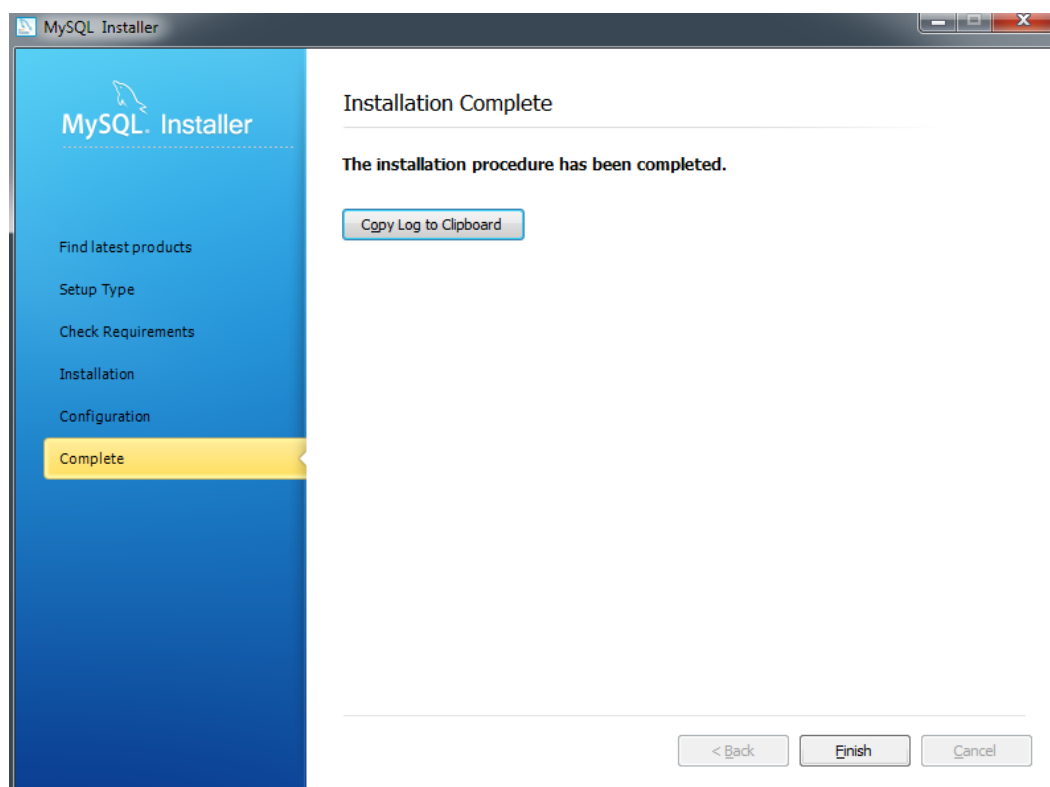 MySQL Installer
MySQL. Installer
Find latest products
Setup Type
Check Requirements
Installation
Configuration
Complete
Installation Complete
The installation procedure has been completed.
Copy Log to Clipboard
< Back
Finish
Cancel